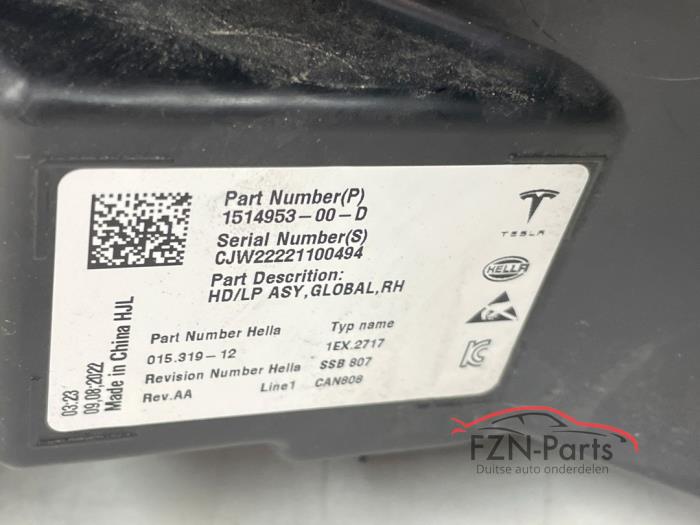 Part Number(P)
1514953-00-D
Serial Number(S)
CJW22221100494
Part Descrition:
HD/LP ASY,GLOBAL,RH
Part Number Hella
015.319-12
Revision Number Hella
Rev.AA
Line1
Typ name
1EX.2717
SSB 807
CAN808
03:23
09,08,2022
Made in China HJL
TESLA
HELLA
FZN-Parts
Duitse auto onderdelen